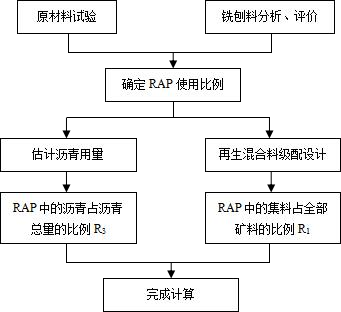 原材料试验
铣刨料分析、评价
确定 RAP 使用比例
估计沥青用量
再生混合料级配设计
RAP 中的沥青占沥青
总量的比例 R₃
RAP 中的集料占全部
矿料的比例 R₁
完成计算